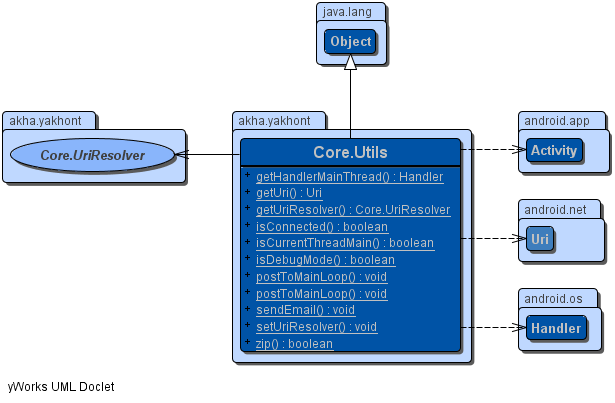 java.lang
Object
akha.yakhont
Core.UriResolver
akha.yakhont
Core.Utils
+ getHandlerMainThread() : Handler
+ getUri() : Uri
+ getUriResolver() : Core.UriResolver
+ isConnected() : boolean
+ isCurrentThreadMain() : boolean
+ isDebugMode() : boolean
+ postToMainLoop() : void
+ postToMainLoop() : void
+ sendEmail() : void
+ setUriResolver() : void
+ zip() : boolean
android.app
Activity
android.net
Uri
android.os
Handler
yWorks UML Doclet